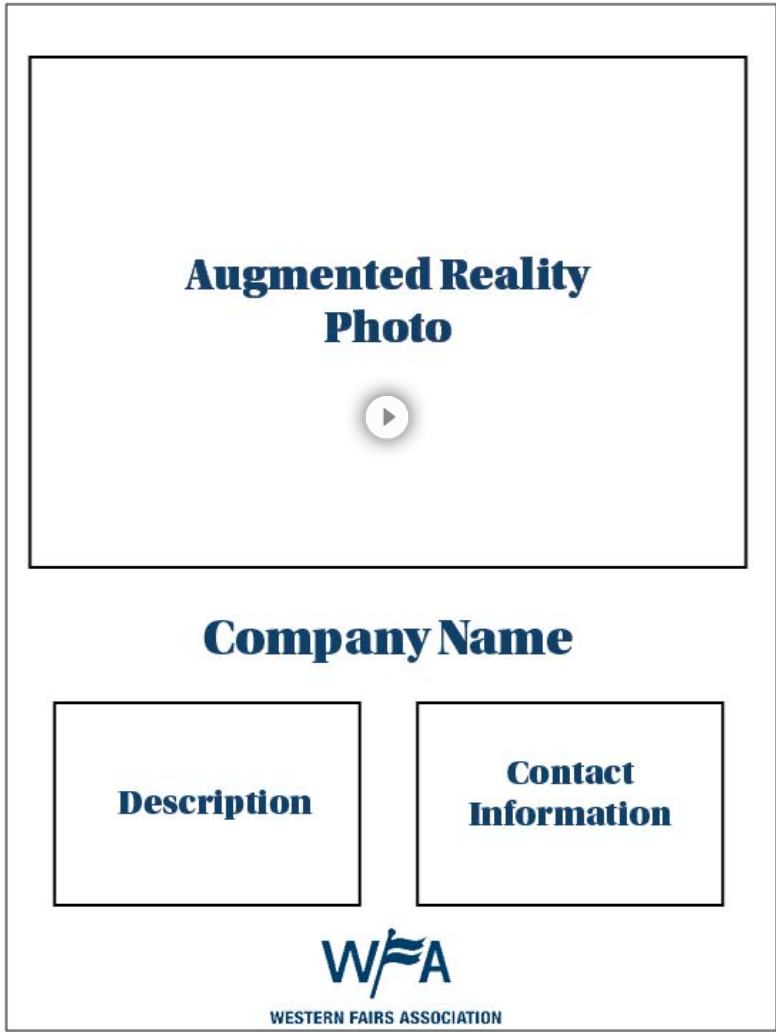 Augmented Reality
Photo
Company Name
Description
Contact
Information
WFA
WESTERN FAIRS ASSOCIATION